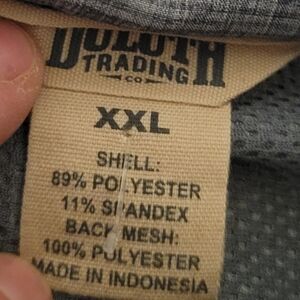 DULUTH
TRADING
CO
XXL
SHELL:
89% POLYESTER
11% SPANDEX
BACK MESH:
100% POLYESTER
MADE IN INDONESIA